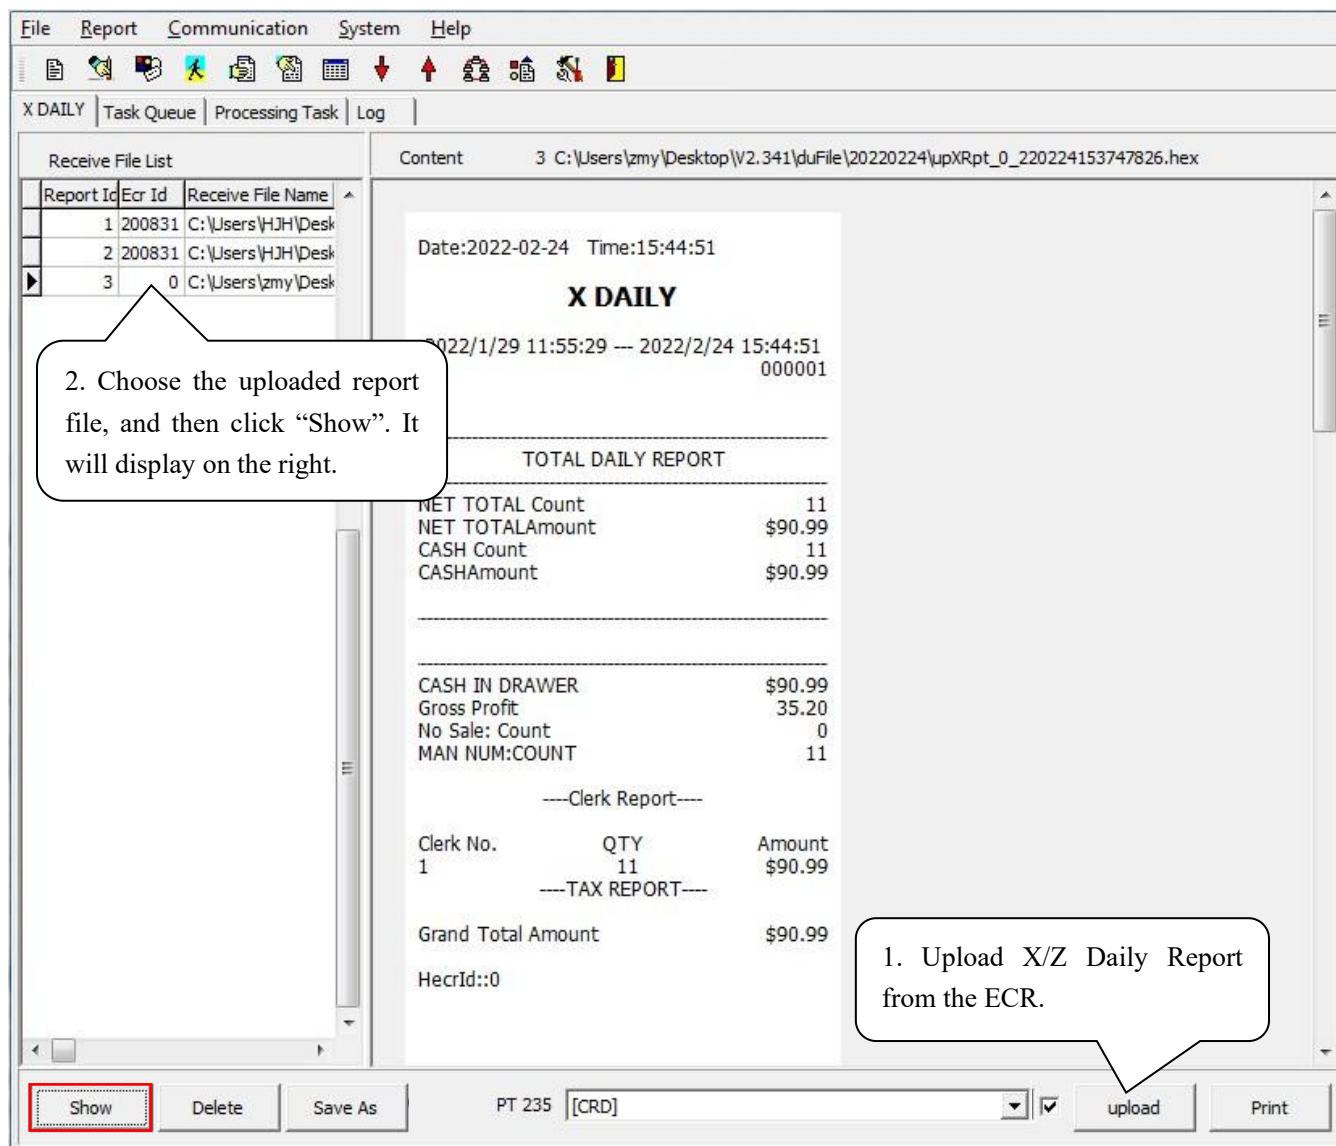 File Report Communication System Help
X DAILY Task Queue Processing Task Log
Receive File List
Content 3 C:\Users\zmy\Desktop\V2.341\duFile\20220224\upXRpt_0_220224153747826.hex
Report Id Ecr Id Receive File Name
1 200831 C:\Users\HJH\Desk
2 200831 C:\Users\HJH\Desk
3 0 C:\Users\zmy\Desk
2. Choose the uploaded report
file, and then click “Show”. It
will display on the right.
Date:2022-02-24 Time:15:44:51
X DAILY
2022/1/29 11:55:29 --- 2022/2/24 15:44:51
000001
TOTAL DAILY REPORT
NET TOTAL Count 11
NET TOTALAmount $90.99
CASH Count 11
CASHAmount $90.99
CASH IN DRAWER $90.99
Gross Profit 35.20
No Sale: Count 0
MAN NUM:COUNT 11
----Clerk Report----
Clerk No. QTY Amount
1 11 $90.99
----TAX REPORT----
Grand Total Amount $90.99
HecrId::0
1. Upload X/Z Daily Report
from the ECR.
Show Delete Save As PT 235 [CRD] upload Print